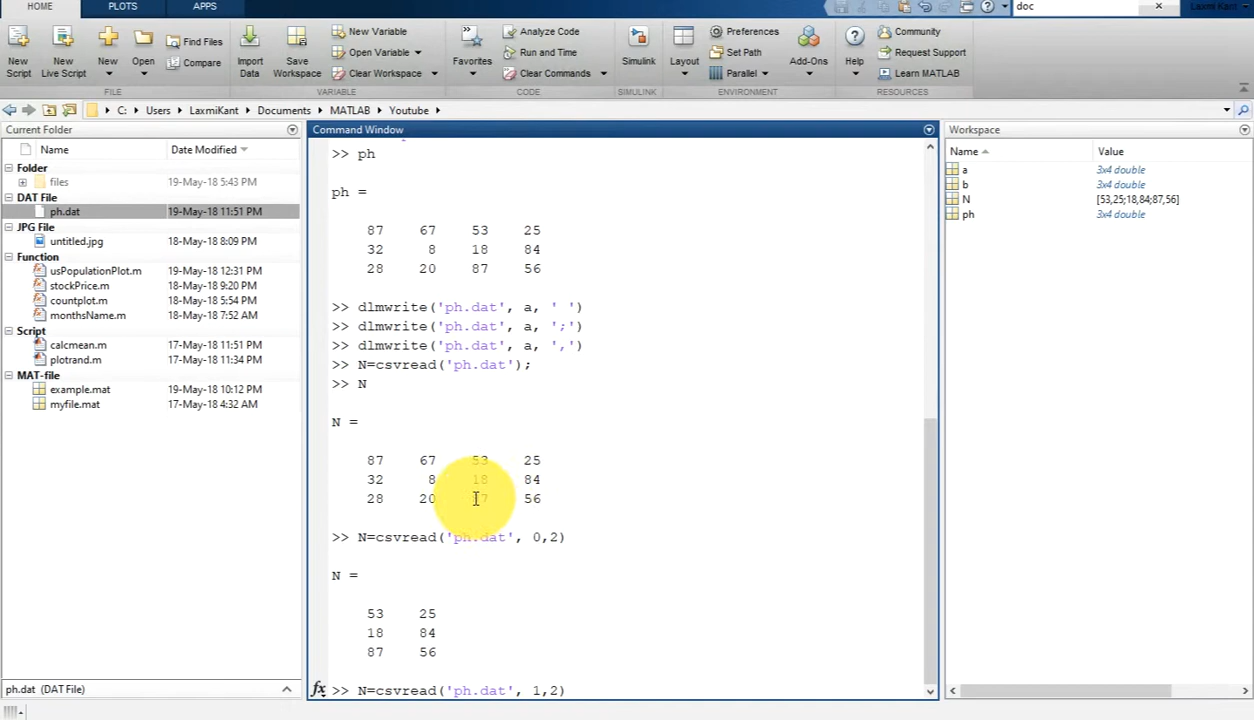 HOME PLOTS APPS doc Laxmi Kant
New Script New Live Script New Open Find Files Compare Import Data Save Workspace New Variable Open Variable Clear Workspace Favorites Analyze Code Run and Time Clear Commands Simulink Layout Preferences Set Path Parallel Add-Ons Help Community Request Support Learn MATLAB
FILE VARIABLE CODE SIMULINK ENVIRONMENT RESOURCES
C: Users LaxmiKant Documents MATLAB Youtube
Current Folder
Name Date Modified
Folder
files 19-May-18 5:43 PM
DAT File
ph.dat 19-May-18 11:51 PM
JPG File
untitled.jpg 18-May-18 8:09 PM
Function
usPopulationPlot.m 19-May-18 12:31 PM
stockPrice.m 18-May-18 9:20 PM
countplot.m 18-May-18 5:54 PM
monthsName.m 18-May-18 7:52 AM
Script
calcmean.m 17-May-18 11:51 PM
plotrand.m 17-May-18 11:34 PM
MAT-file
example.mat 19-May-18 10:12 PM
myfile.mat 17-May-18 4:32 AM
ph.dat (DAT File)
Command Window
>> ph
ph =
87 67 53 25
32 8 18 84
28 20 87 56
>> dlmwrite('ph.dat', a, ' ')
>> dlmwrite('ph.dat', a, ';')
>> dlmwrite('ph.dat', a, ',')
>> N=csvread('ph.dat');
>> N
N =
87 67 53 25
32 8 18 84
28 20 87 56
>> N=csvread('ph.dat', 0,2)
N =
53 25
18 84
87 56
fx >> N=csvread('ph.dat', 1,2)
Workspace
Name Value
a 3x4 double
b 3x4 double
N [53,25;18,84;87,56]
ph 3x4 double